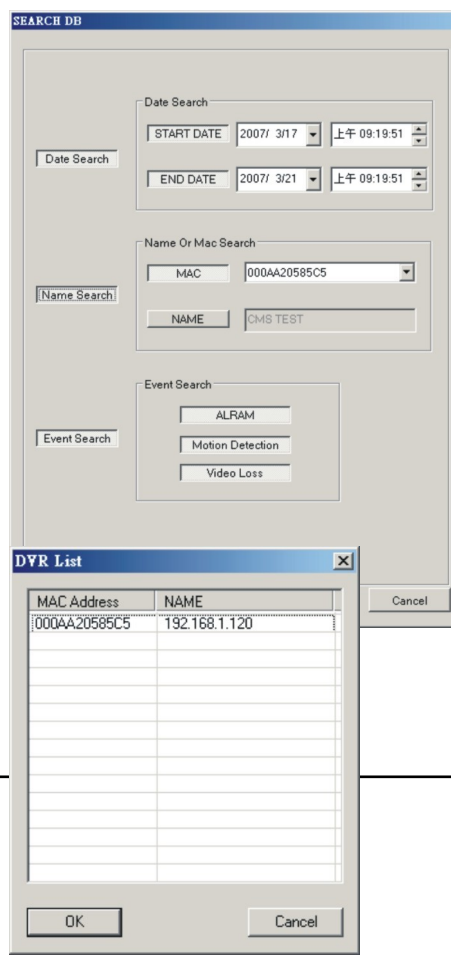 SEARCH DB
Date Search
START DATE 2007/ 3/17 上午 09:19:51
Date Search
END DATE 2007/ 3/21 上午 09:19:51
Name Or Mac Search
MAC 000AA20585C5
Name Search
NAME CMS TEST
Event Search
ALRAM
Event Search
Motion Detection
Video Loss
DVR List
Cancel
MAC Address NAME
000AA20585C5 192.168.1.120
OK Cancel